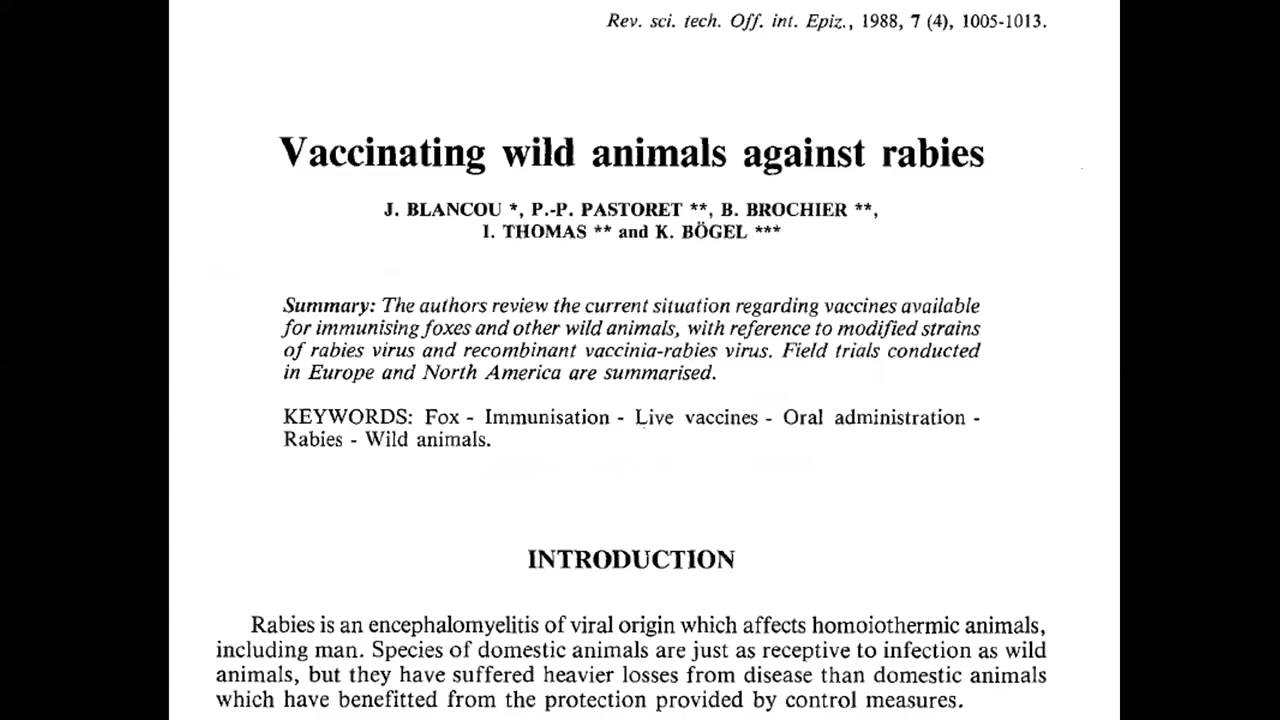 Rev. sci. tech. Off. int. Epiz., 1988, 7 (4), 1005-1013.
Vaccinating wild animals against rabies
J. BLANCOU *, P.-P. PASTORET **, B. BROCHIER **,
I. THOMAS ** and K. BÖGEL ***
Summary: The authors review the current situation regarding vaccines available
for immunising foxes and other wild animals, with reference to modified strains
of rabies virus and recombinant vaccinia-rabies virus. Field trials conducted
in Europe and North America are summarised.
KEYWORDS: Fox - Immunisation - Live vaccines - Oral administration -
Rabies - Wild animals.
INTRODUCTION
Rabies is an encephalomyelitis of viral origin which affects homoiothermic animals,
including man. Species of domestic animals are just as receptive to infection as wild
animals, but they have suffered heavier losses from disease than domestic animals
which have benefitted from the protection provided by control measures.